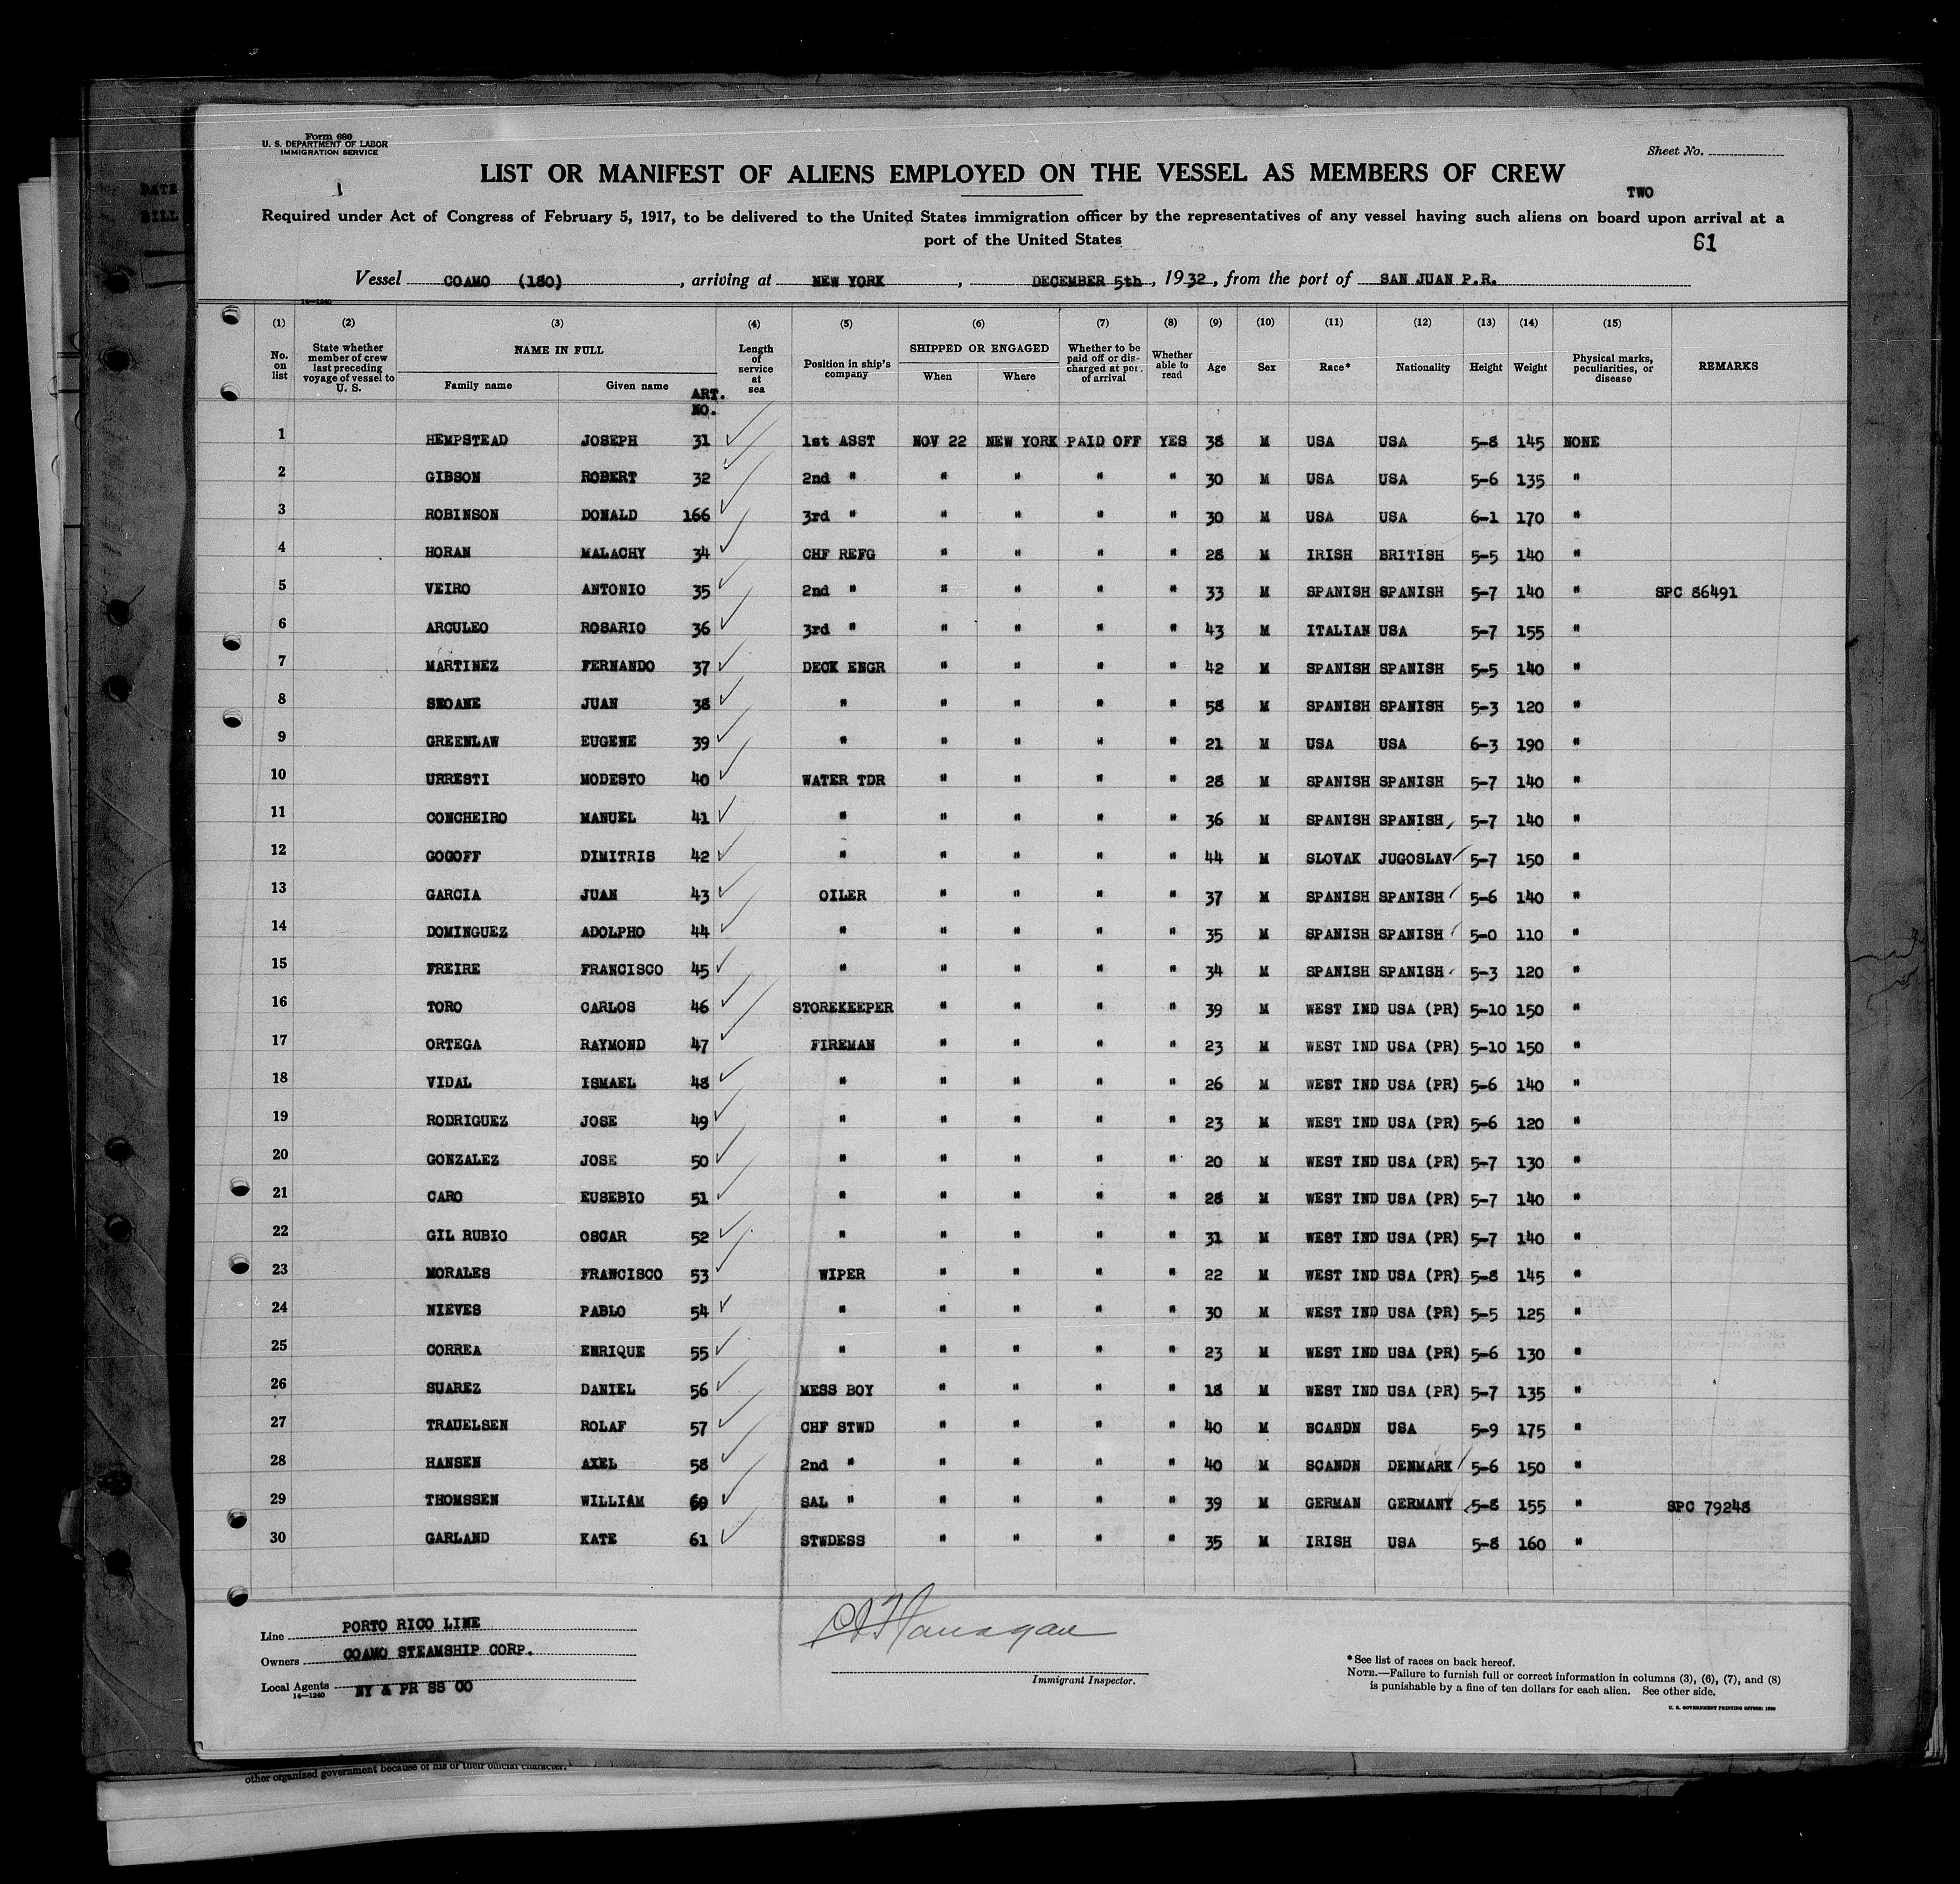 Form 680
U. S. DEPARTMENT OF LABOR
IMMIGRATION SERVICE
Sheet No.
LIST OR MANIFEST OF ALIENS EMPLOYED ON THE VESSEL AS MEMBERS OF CREW
1
TWO
DATE
BILL
Required under Act of Congress of February 5, 1917, to be delivered to the United States immigration officer by the representatives of any vessel having such aliens on board upon arrival at a
port of the United States
61
Vessel COAMO (180), arriving at NEW YORK, DECEMBER 5th, 1932, from the port of SAN JUAN P.R.
14—1240
(1) (2) (3) (4) (5) (6) (7) (8) (9) (10) (11) (12) (13) (14) (15)
No. on list State whether member of crew last preceding voyage of vessel to U. S. NAME IN FULL Family name Given name ART. NO. Length of service at sea Position in ship's company SHIPPED OR ENGAGED When Where Whether to be paid off or discharged at port of arrival Whether able to read Age Sex Race* Nationality Height Weight Physical marks, peculiarities, or disease REMARKS
1 HEMPSTEAD JOSEPH 31 ✓ 1st ASST NOV 22 NEW YORK PAID OFF YES 38 M USA USA 5-8 145 NONE
2 GIBSON ROBERT 32 ✓ 2nd " " " " " 30 M USA USA 5-6 135 "
3 ROBINSON DONALD 166 ✓ 3rd " " " " " 30 M USA USA 6-1 170 "
4 HORAN MALACHY 34 ✓ CHF REFG " " " " 28 M IRISH BRITISH 5-5 140 "
5 VEIRO ANTONIO 35 ✓ 2nd " " " " " 33 M SPANISH SPANISH 5-7 140 " SPC 86491
6 ARCULEO ROSARIO 36 ✓ 3rd " " " " " 43 M ITALIAN USA 5-7 155 "
7 MARTINEZ FERNANDO 37 ✓ DECK ENGR " " " " 42 M SPANISH SPANISH 5-5 140 "
8 SEOANE JUAN 38 ✓ " " " " " 58 M SPANISH SPANISH 5-3 120 "
9 GREENLAW EUGENE 39 ✓ " " " " " 21 M USA USA 6-3 190 "
10 URRESTI MODESTO 40 ✓ WATER TDR " " " " 28 M SPANISH SPANISH 5-7 140 "
11 CONCHEIRO MANUEL 41 ✓ " " " " " 36 M SPANISH SPANISH 5-7 140 "
12 GOGOFF DIMITRIS 42 ✓ " " " " " 44 M SLOVAK JUGOSLAV 5-7 150 "
13 GARCIA JUAN 43 ✓ OILER " " " " 37 M SPANISH SPANISH 5-6 140 "
14 DOMINGUEZ ADOLPHO 44 ✓ " " " " " 35 M SPANISH SPANISH 5-0 110 "
15 FREIRE FRANCISCO 45 ✓ " " " " " 34 M SPANISH SPANISH 5-3 120 "
16 TORO CARLOS 46 ✓ STOREKEEPER " " " " 39 M WEST IND USA (PR) 5-10 150 "
17 ORTEGA RAYMOND 47 ✓ FIREMAN " " " " 23 M WEST IND USA (PR) 5-10 150 "
18 VIDAL ISMAEL 48 ✓ " " " " " 26 M WEST IND USA (PR) 5-6 140 "
19 RODRIGUEZ JOSE 49 ✓ " " " " " 23 M WEST IND USA (PR) 5-6 120 "
20 GONZALEZ JOSE 50 ✓ " " " " " 20 M WEST IND USA (PR) 5-7 130 "
21 CARO EUSEBIO 51 ✓ " " " " " 28 M WEST IND USA (PR) 5-7 140 "
22 GIL RUBIO OSCAR 52 ✓ " " " " " 31 M WEST IND USA (PR) 5-7 140 "
23 MORALES FRANCISCO 53 ✓ WIPER " " " " 22 M WEST IND USA (PR) 5-8 145 "
24 NIEVES PABLO 54 ✓ " " " " " 30 M WEST IND USA (PR) 5-5 125 "
25 CORREA ENRIQUE 55 ✓ " " " " " 23 M WEST IND USA (PR) 5-6 130 "
26 SUAREZ DANIEL 56 ✓ MESS BOY " " " " 18 M WEST IND USA (PR) 5-7 135 "
27 TRAUELSEN ROLAF 57 ✓ CHF STWD " " " " 40 M SCANDN USA 5-9 175 "
28 HANSEN AXEL 58 ✓ 2nd " " " " " 40 M SCANDN DENMARK 5-6 150 "
29 THOMSSEN WILLIAM ✓ SAL " " " " " 39 M GERMAN GERMANY 5-8 155 " SPC 79248
30 GARLAND KATE 61 ✓ STWDESS " " " " 35 M IRISH USA 5-8 160 "
Line PORTO RICO LINE
Owners COAMO STEAMSHIP CORP.
Local Agents NY & PR SS CO
14—1240
Flanagan
Immigrant Inspector.
*See list of races on back hereof.
NOTE.—Failure to furnish full or correct information in columns (3), (6), (7), and (8)
is punishable by a fine of ten dollars for each alien. See other side.
U. S. GOVERNMENT PRINTING OFFICE: 1930
other organized government because of his or their official character.